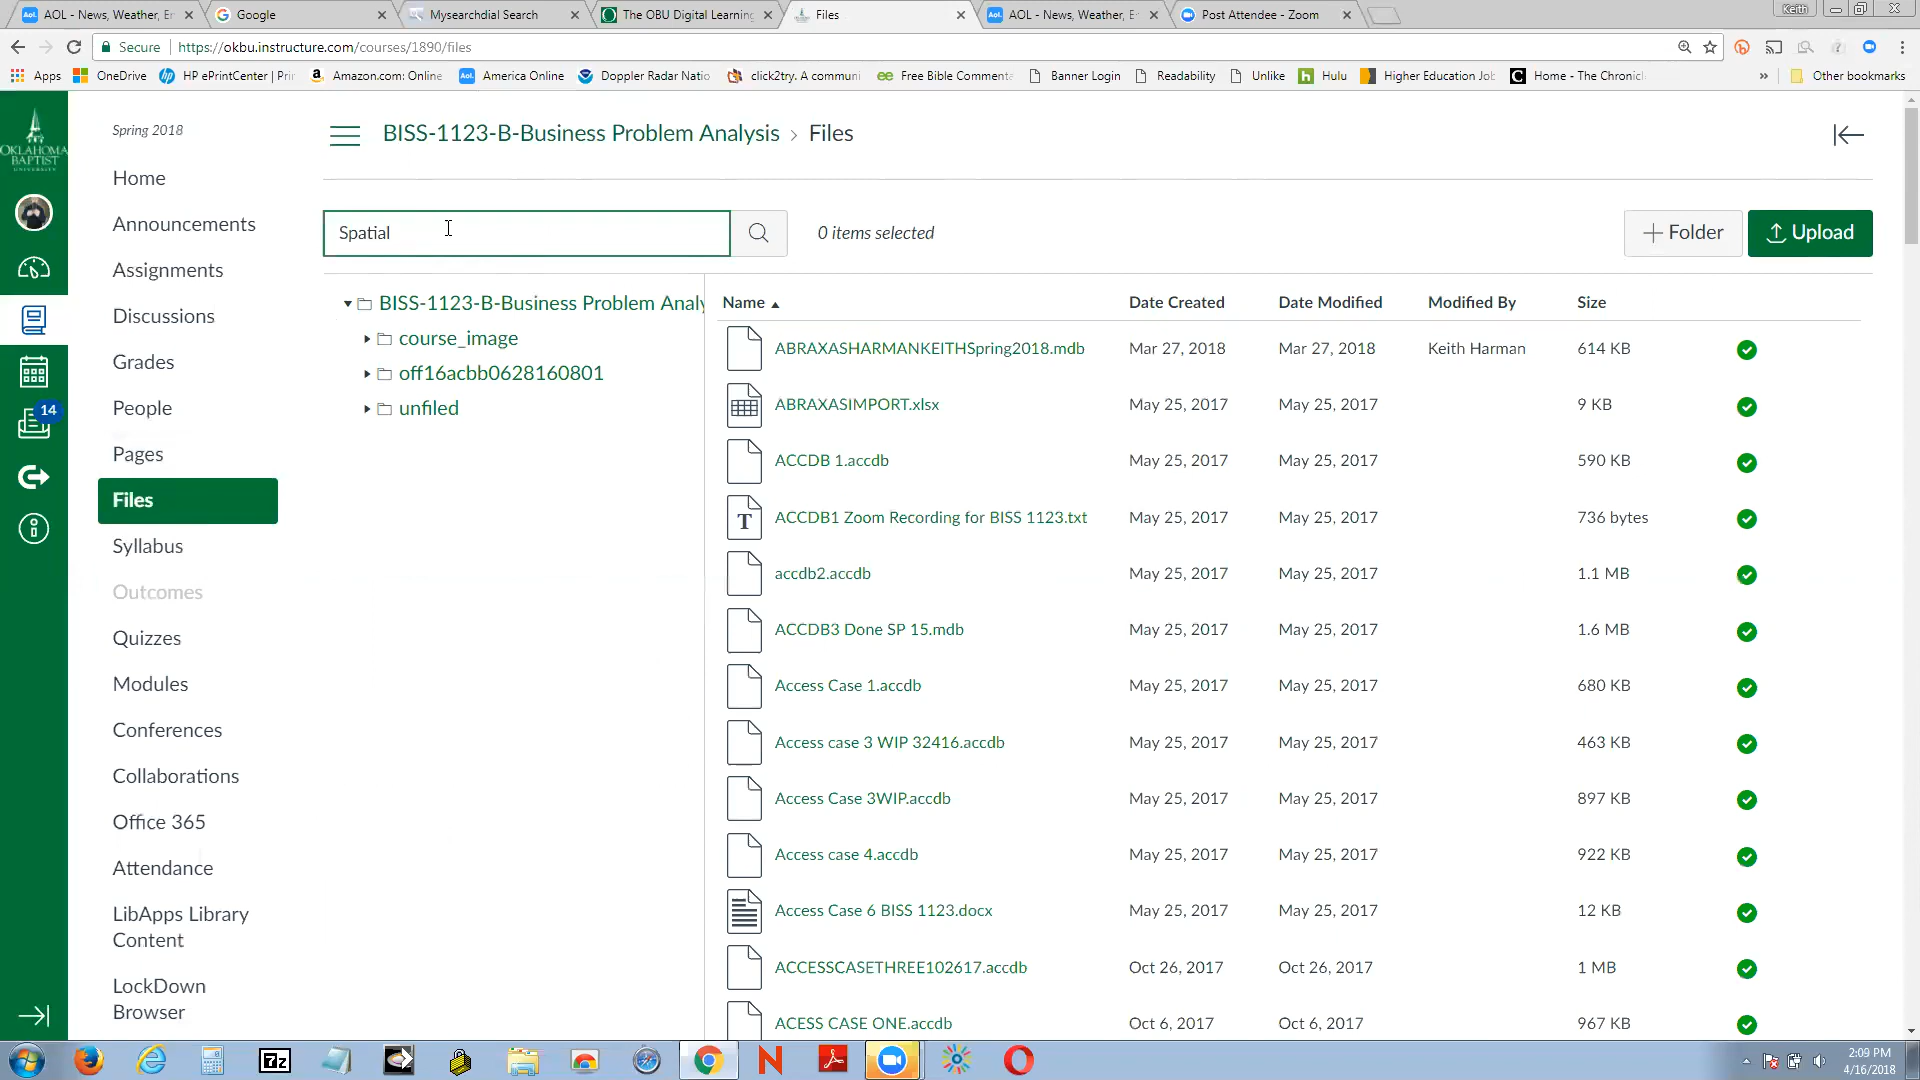 AOL - News, Weather, Er
Google
Mysearchdial Search
The OBU Digital Learning
Files
AOL - News, Weather, E
Post Attendee - Zoom
Keith
Secure
https://okbu.instructure.com/courses/1890/files
Apps
OneDrive
HP ePrintCenter | Prir
Amazon.com: Online
America Online
Doppler Radar Natio
click2try. A communi
Free Bible Comment
Banner Login
Readability
Unlike
Hulu
Higher Education Jol
Home - The Chronicl
»
Other bookmarks
OKLAHOMA
BAPTIST
UNIVERSITY
14
Spring 2018
Home
Announcements
Assignments
Discussions
Grades
People
Pages
Files
Syllabus
Outcomes
Quizzes
Modules
Conferences
Collaborations
Office 365
Attendance
LibApps Library
Content
LockDown
Browser
BISS-1123-B-Business Problem Analysis › Files
Spatial
0 items selected
+ Folder
Upload
BISS-1123-B-Business Problem Analy
course_image
off16acbb0628160801
unfiled
Name Date Created Date Modified Modified By Size
ABRAXASHARMANKEITHSpring2018.mdb Mar 27, 2018 Mar 27, 2018 Keith Harman 614 KB
ABRAXASIMPORT.xlsx May 25, 2017 May 25, 2017 9 KB
ACCDB 1.accdb May 25, 2017 May 25, 2017 590 KB
T ACCDB1 Zoom Recording for BISS 1123.txt May 25, 2017 May 25, 2017 736 bytes
accdb2.accdb May 25, 2017 May 25, 2017 1.1 MB
ACCDB3 Done SP 15.mdb May 25, 2017 May 25, 2017 1.6 MB
Access Case 1.accdb May 25, 2017 May 25, 2017 680 KB
Access case 3 WIP 32416.accdb May 25, 2017 May 25, 2017 463 KB
Access Case 3WIP.accdb May 25, 2017 May 25, 2017 897 KB
Access case 4.accdb May 25, 2017 May 25, 2017 922 KB
Access Case 6 BISS 1123.docx May 25, 2017 May 25, 2017 12 KB
ACCESSCASETHREE102617.accdb Oct 26, 2017 Oct 26, 2017 1 MB
ACESS CASE ONE.accdb Oct 6, 2017 Oct 6, 2017 967 KB
7z
2:09 PM
4/16/2018